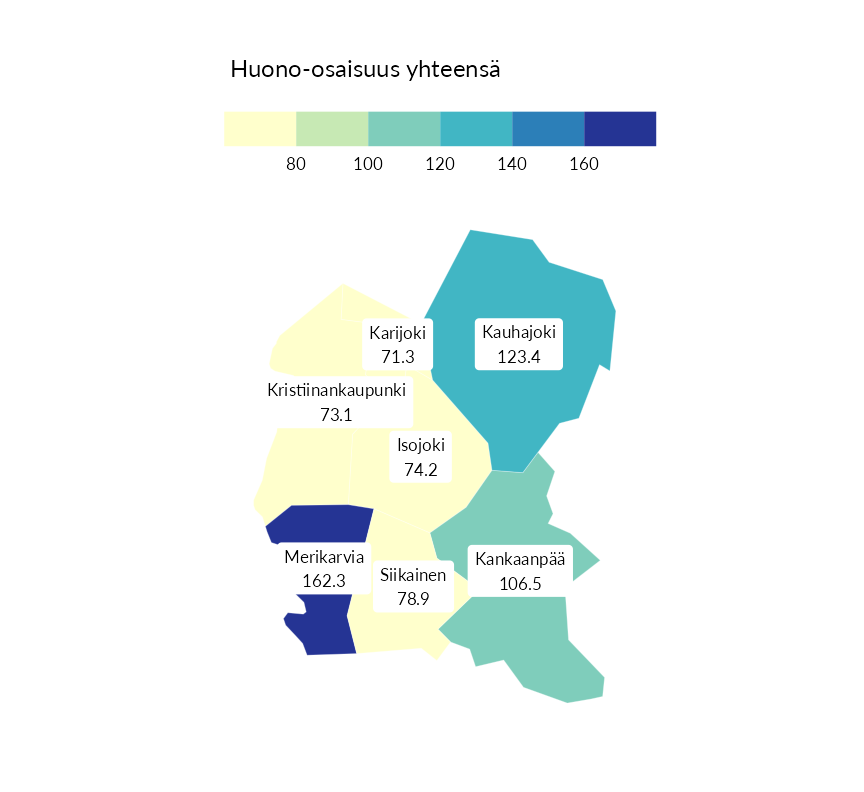 Huono-osaisuus yhteensä
80 100 120 140 160
Karijoki
71.3
Kauhajoki
123.4
Kristiinankaupunki
73.1
Isojoki
74.2
Merikarvia
162.3
Siikainen
78.9
Kankaanpää
106.5